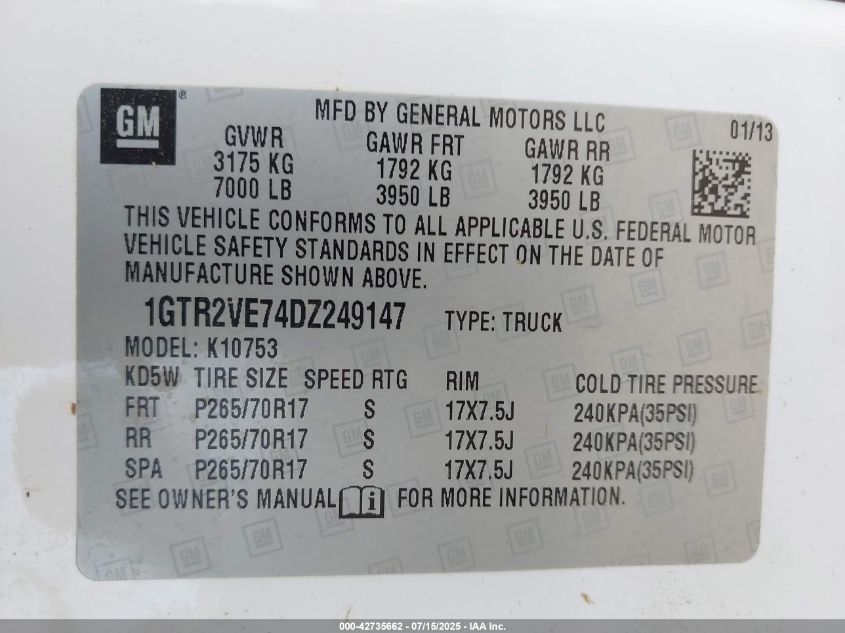 GM®
MFD BY GENERAL MOTORS LLC 01/13
GVWR GAWR FRT GAWR RR
3175 KG 1792 KG 1792 KG
7000 LB 3950 LB 3950 LB
THIS VEHICLE CONFORMS TO ALL APPLICABLE U.S. FEDERAL MOTOR
VEHICLE SAFETY STANDARDS IN EFFECT ON THE DATE OF
MANUFACTURE SHOWN ABOVE.
1GTR2VE74DZ249147 TYPE: TRUCK
MODEL: K10753
KD5W TIRE SIZE SPEED RTG RIM COLD TIRE PRESSURE
FRT P265/70R17 S 17X7.5J 240KPA(35PSI)
RR P265/70R17 S 17X7.5J 240KPA(35PSI)
SPA P265/70R17 S 17X7.5J 240KPA(35PSI)
SEE OWNER'S MANUAL i FOR MORE INFORMATION.
000-42735662 - 07/15/2025 - IAA Inc.